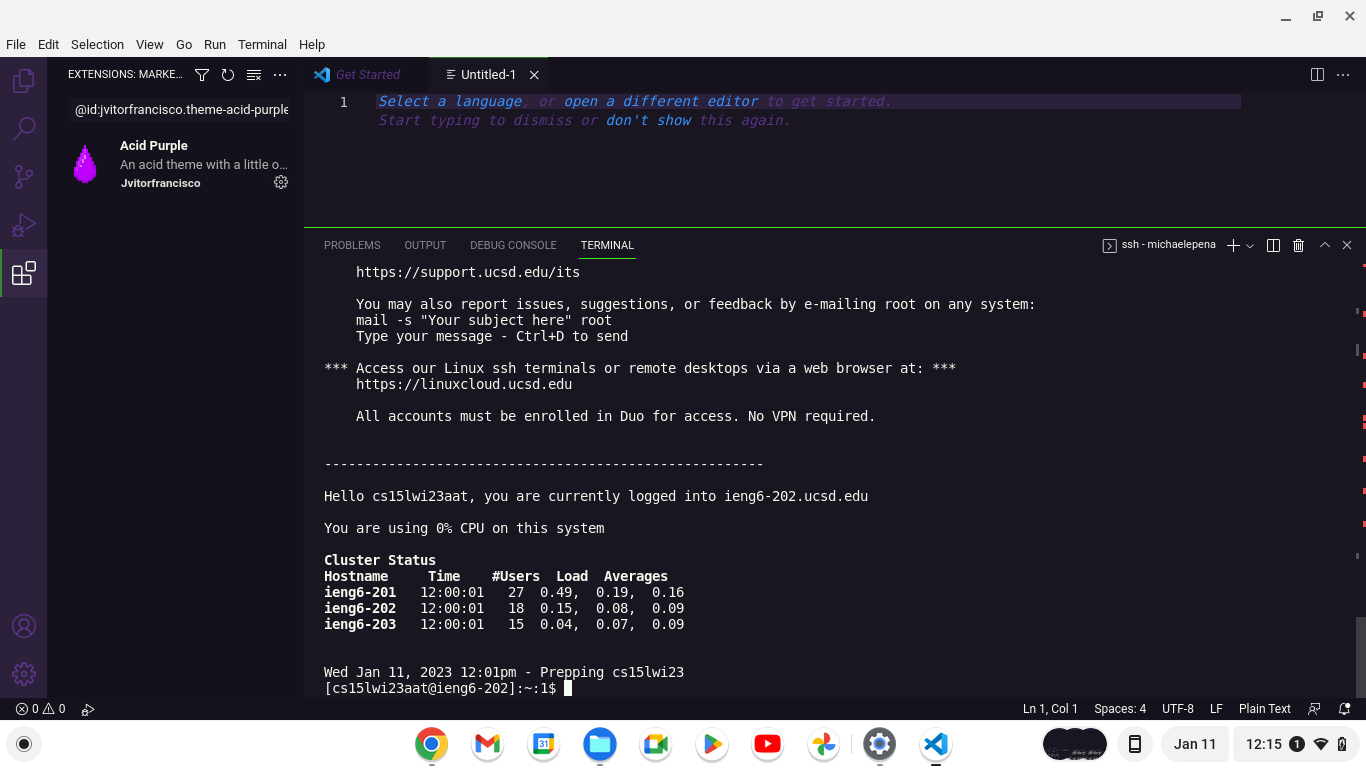 File Edit Selection View Go Run Terminal Help
EXTENSIONS: MARKE...
Get Started
Untitled-1
@id:jvitorfrancisco.theme-acid-purple
Acid Purple
An acid theme with a little o...
Jvitorfrancisco
1 Select a language, or open a different editor to get started.
Start typing to dismiss or don't show this again.
PROBLEMS OUTPUT DEBUG CONSOLE TERMINAL
ssh - michaelepena
https://support.ucsd.edu/its
You may also report issues, suggestions, or feedback by e-mailing root on any system:
mail -s "Your subject here" root
Type your message - Ctrl+D to send
*** Access our Linux ssh terminals or remote desktops via a web browser at: ***
https://linuxcloud.ucsd.edu
All accounts must be enrolled in Duo for access. No VPN required.
-------------------------------------------------------
Hello cs15lwi23aat, you are currently logged into ieng6-202.ucsd.edu
You are using 0% CPU on this system
Cluster Status
Hostname Time #Users Load Averages
ieng6-201 12:00:01 27 0.49, 0.19, 0.16
ieng6-202 12:00:01 18 0.15, 0.08, 0.09
ieng6-203 12:00:01 15 0.04, 0.07, 0.09
Wed Jan 11, 2023 12:01pm - Prepping cs15lwi23
[cs15lwi23aat@ieng6-202]:~:1$
0 0
Ln 1, Col 1 Spaces: 4 UTF-8 LF Plain Text
31
Jan 11
12:15 1